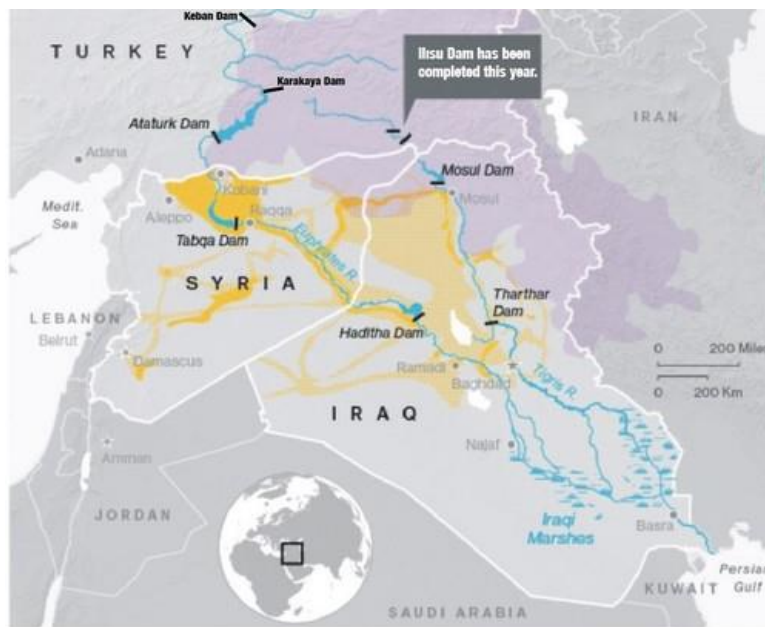 Keban Dam
TURKEY
Ilısu Dam has been
completed this year.
Karakaya Dam
IRAN
Ataturk Dam
Adana
Mosul Dam
Kobani
Mosul
Medit.
Sea
Aleppo
Raqqa
Tabqa Dam
Euphrates R.
SYRIA
Tharthar
Dam
LEBANON
Beirut
Haditha Dam
0 200 Miles
Damascus
Ramadi
Baghdad
Tigris R.
0 200 Km
IRAQ
Najaf
Amman
JORDAN
Iraqi
Marshes
Basra
Persian
Gulf
KUWAIT
SAUDI ARABIA